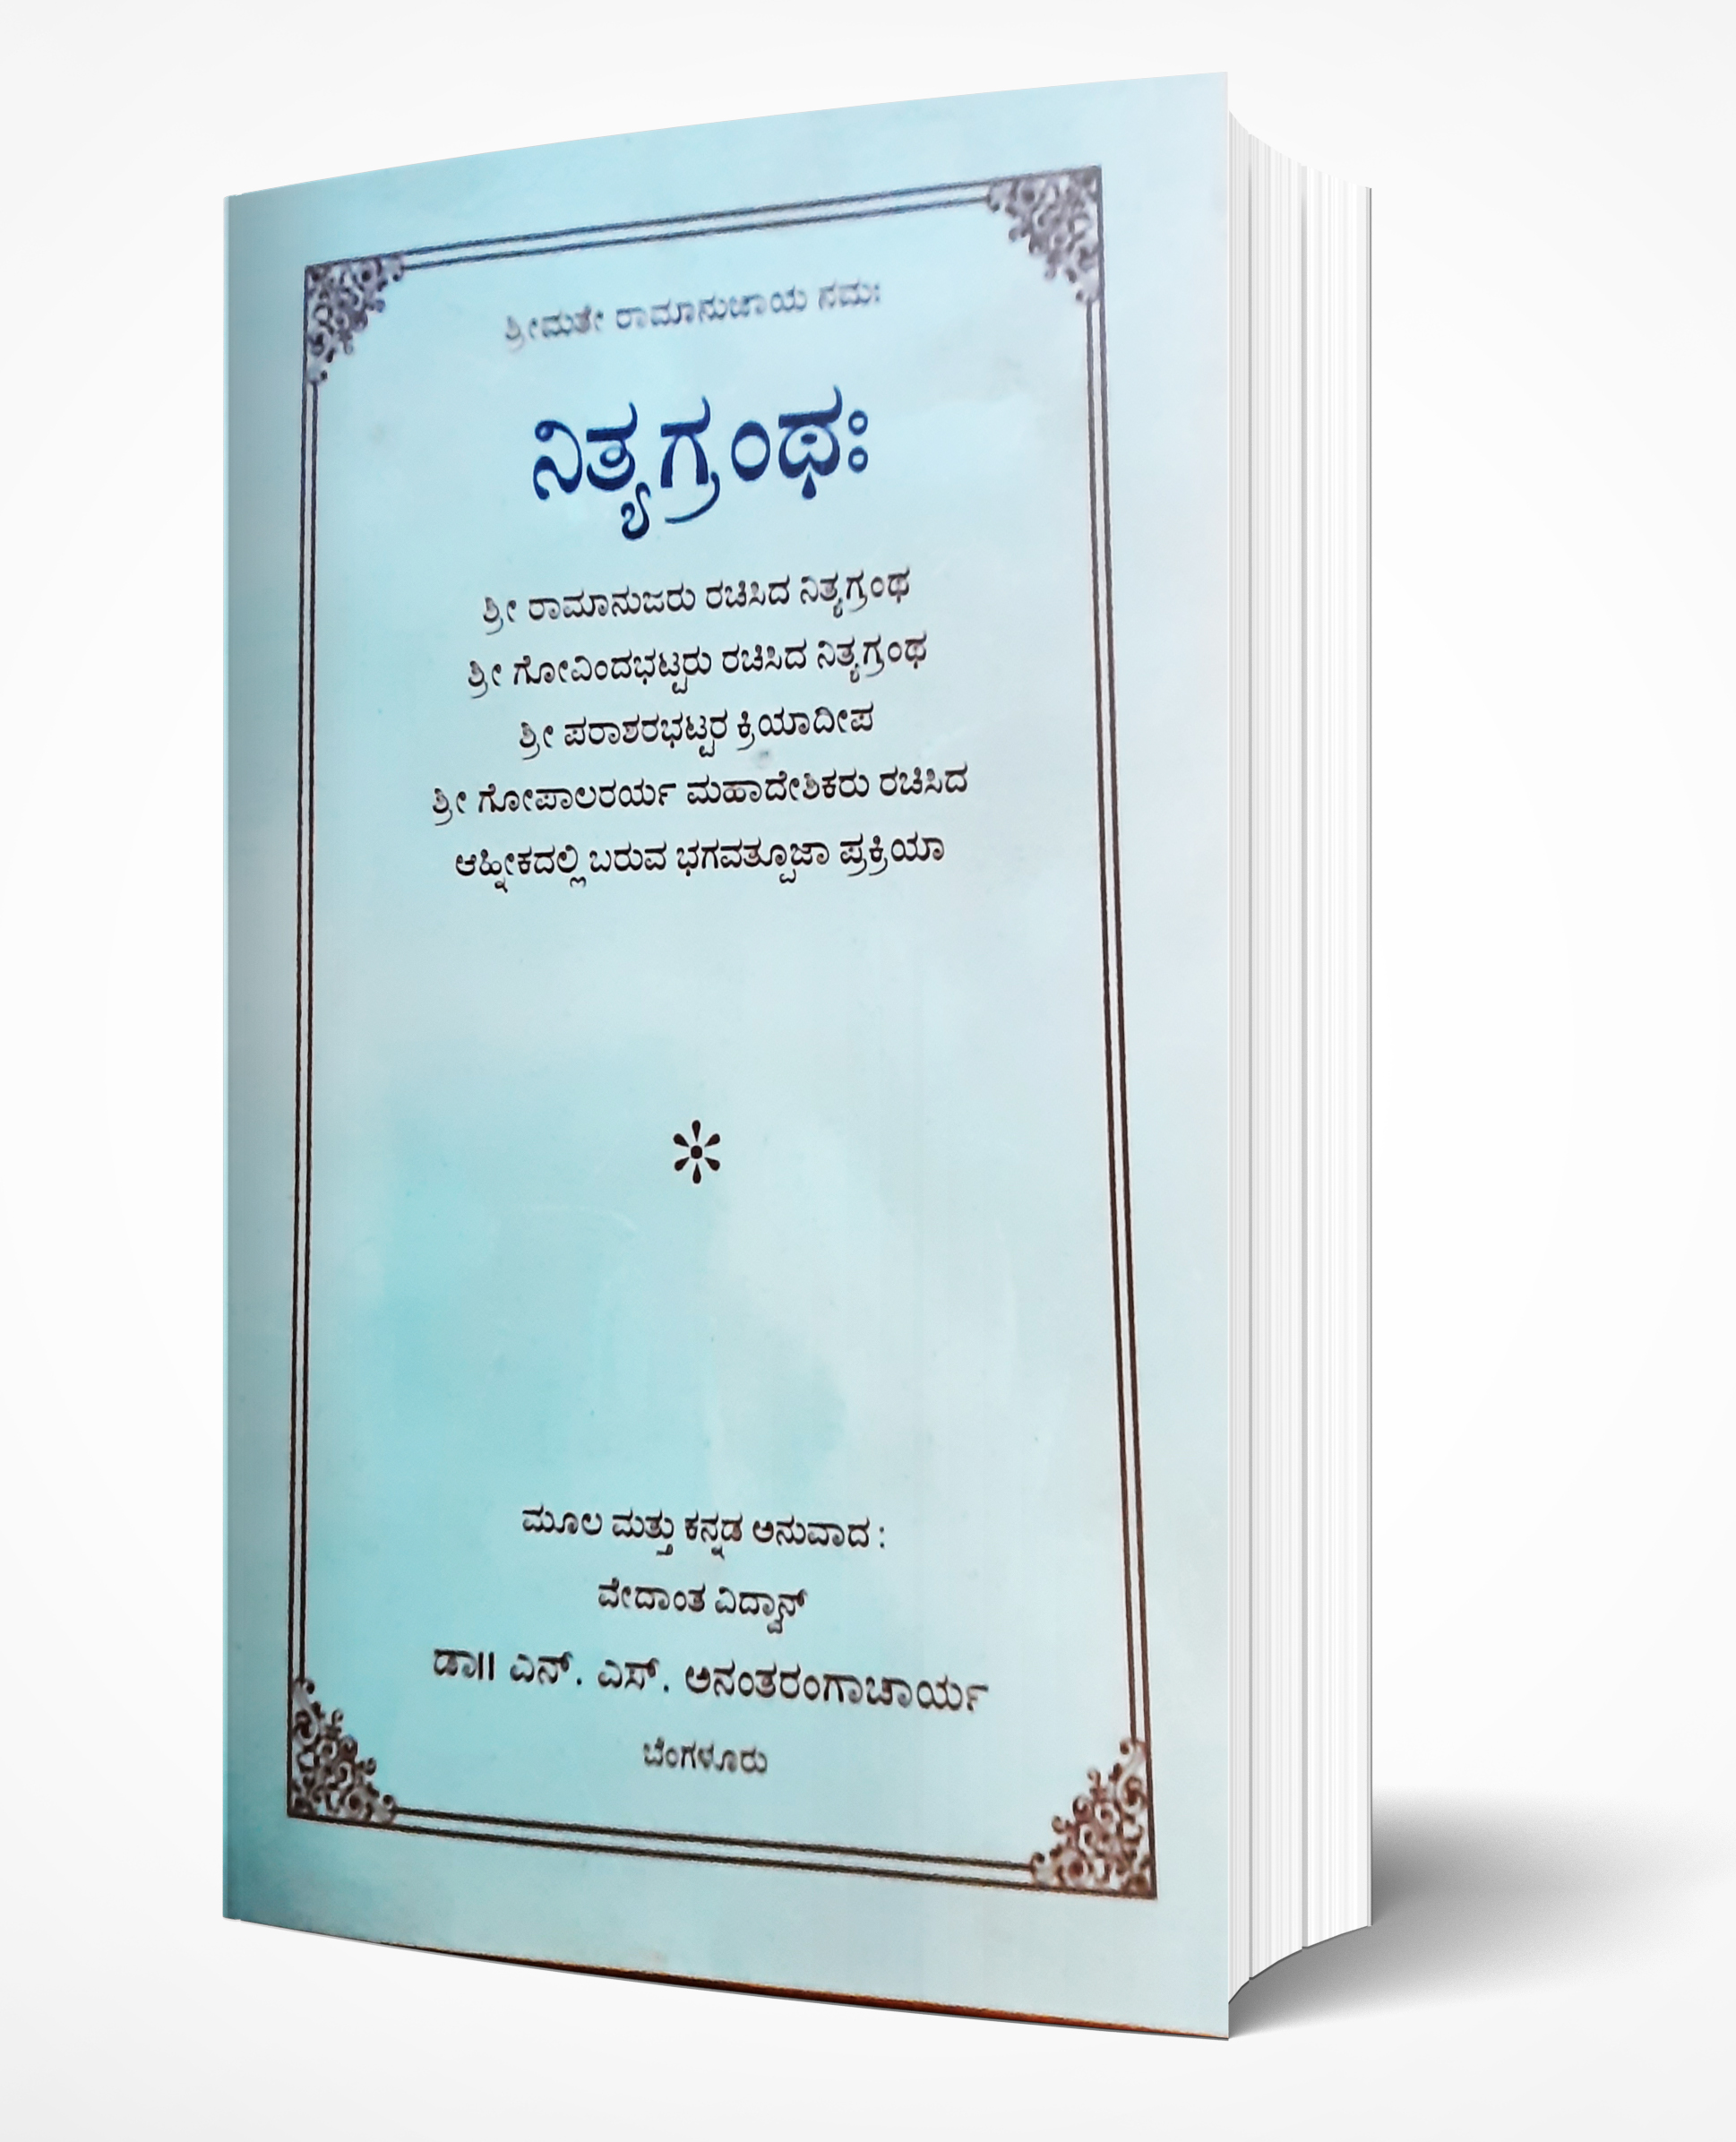 ಶ್ರೀಮತೇ ರಾಮಾನುಜಾಯ ನಮಃ
ನಿತ್ಯಗ್ರಂಥಃ
ಶ್ರೀ ರಾಮಾನುಜರು ರಚಿಸಿದ ನಿತ್ಯಗ್ರಂಥ
ಶ್ರೀ ಗೋವಿಂದಭಟ್ಟರು ರಚಿಸಿದ ನಿತ್ಯಗ್ರಂಥ
ಶ್ರೀ ಪರಾಶರಭಟ್ಟರ ಕ್ರಿಯಾದೀಪ
ಶ್ರೀ ಗೋಪಾಲರರ್ಯ ಮಹಾದೇಶಿಕರು ರಚಿಸಿದ
ಆಹ್ನೀಕದಲ್ಲಿ ಬರುವ ಭಗವತ್ಪೂಜಾ ಪ್ರಕ್ರಿಯಾ
ಮೂಲ ಮತ್ತು ಕನ್ನಡ ಅನುವಾದ :
ವೇದಾಂತ ವಿದ್ವಾನ್
ಡಾ॥ ಎನ್. ಎಸ್. ಅನಂತರಂಗಾಚಾರ್ಯ
ಬೆಂಗಳೂರು